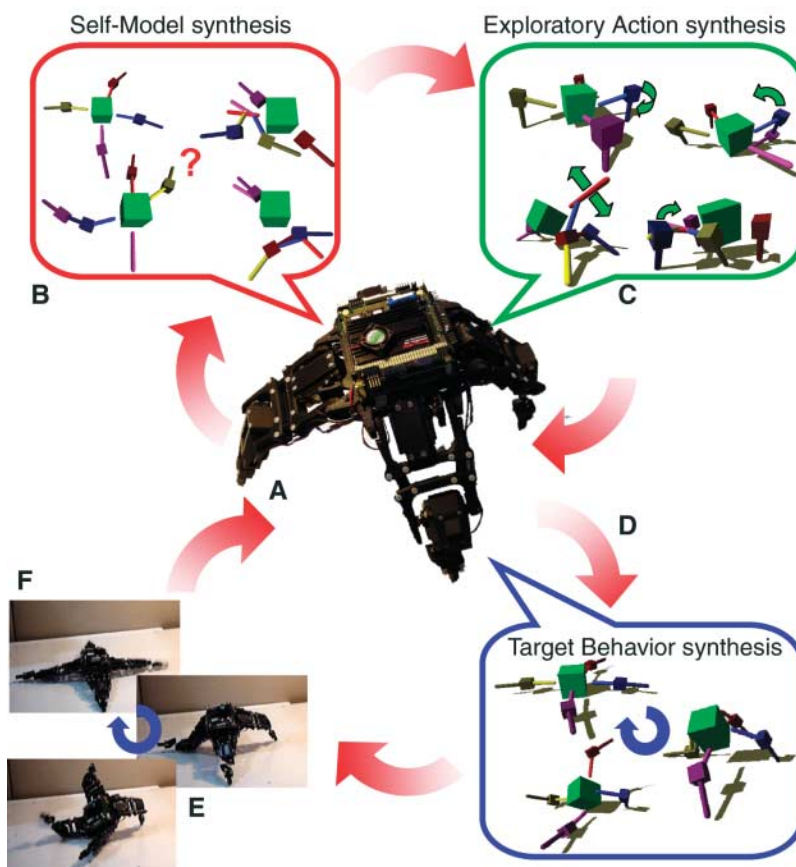 Self-Model synthesis
Exploratory Action synthesis
?
B
C
A
D
F
Target Behavior synthesis
E